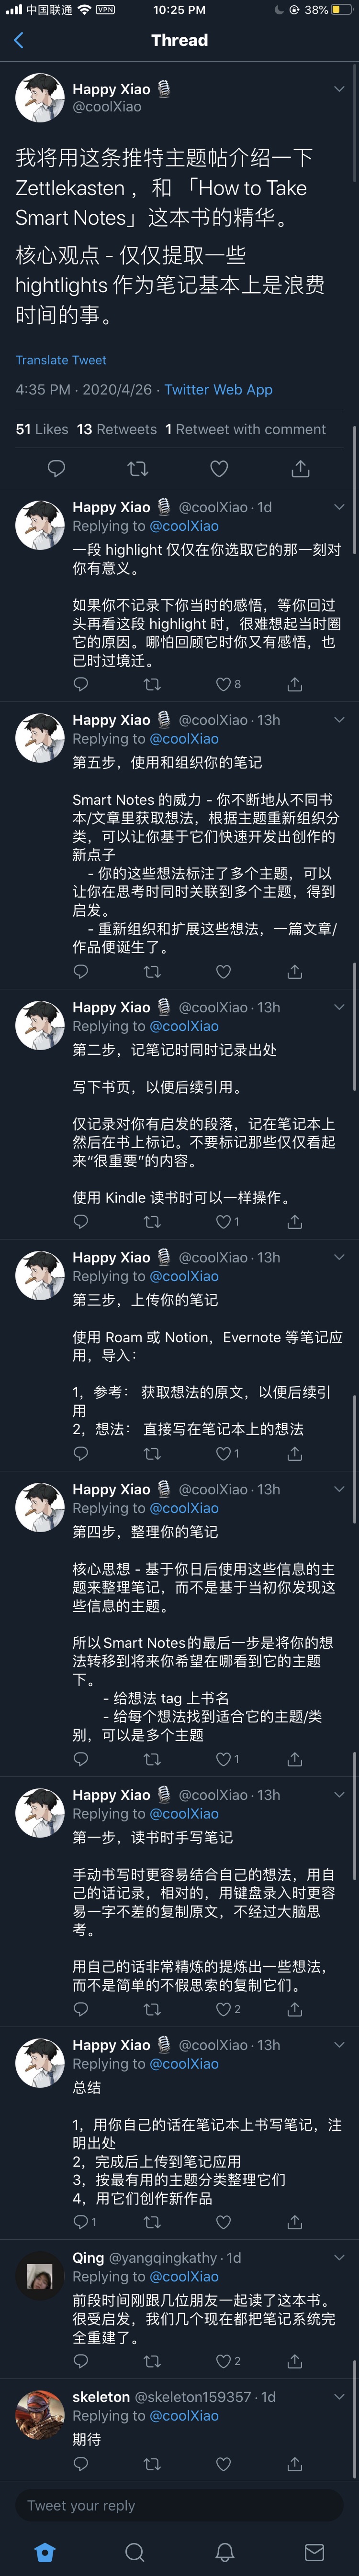 中国联通 VPN 10:25 PM 38%
Thread
Happy Xiao
@coolXiao
我将用这条推特主题帖介绍一下
Zettlekasten ，和 「How to Take
Smart Notes」这本书的精华。
核心观点 - 仅仅提取一些
hightlights 作为笔记基本上是浪费
时间的事。
Translate Tweet
4:35 PM · 2020/4/26 · Twitter Web App
51 Likes 13 Retweets 1 Retweet with comment
Happy Xiao @coolXiao · 1d
Replying to @coolXiao
一段 highlight 仅仅在你选取它的那一刻对
你有意义。
如果你不记录下你当时的感悟，等你回过
头再看这段 highlight 时，很难想起当时圈
它的原因。哪怕回顾它时你又有感悟，也
已时过境迁。
8
Happy Xiao @coolXiao · 13h
Replying to @coolXiao
第五步，使用和组织你的笔记
Smart Notes 的威力 - 你不断地从不同书
本/文章里获取想法，根据主题重新组织分
类，可以让你基于它们快速开发出创作的
新点子
- 你的这些想法标注了多个主题，可以
让你在思考时同时关联到多个主题，得到
启发。
- 重新组织和扩展这些想法，一篇文章/
作品便诞生了。
Happy Xiao @coolXiao · 13h
Replying to @coolXiao
第二步，记笔记时同时记录出处
写下书页，以便后续引用。
仅记录对你有启发的段落，记在笔记本上
然后在书上标记。不要标记那些仅仅看起
来“很重要”的内容。
使用 Kindle 读书时可以一样操作。
1
Happy Xiao @coolXiao · 13h
Replying to @coolXiao
第三步，上传你的笔记
使用 Roam 或 Notion，Evernote 等笔记应
用，导入：
1，参考： 获取想法的原文，以便后续引
用
2，想法： 直接写在笔记本上的想法
1
Happy Xiao @coolXiao · 13h
Replying to @coolXiao
第四步，整理你的笔记
核心思想 - 基于你日后使用这些信息的主
题来整理笔记，而不是基于当初你发现这
些信息的主题。
所以Smart Notes的最后一步是将你的想
法转移到将来你希望在哪看到它的主题
下。
- 给想法 tag 上书名
- 给每个想法找到适合它的主题/类
别，可以是多个主题
1
Happy Xiao @coolXiao · 13h
Replying to @coolXiao
第一步，读书时手写笔记
手动书写时更容易结合自己的想法，用自
己的话记录，相对的，用键盘录入时更容
易一字不差的复制原文，不经过大脑思
考。
用自己的话非常精炼的提炼出一些想法，
而不是简单的不假思索的复制它们。
2
Happy Xiao @coolXiao · 13h
Replying to @coolXiao
总结
1，用你自己的话在笔记本上书写笔记，注
明出处
2，完成后上传到笔记应用
3，按最有用的主题分类整理它们
4，用它们创作新作品
1
Qing @yangqingkathy · 1d
Replying to @coolXiao
前段时间刚跟几位朋友一起读了这本书。
很受启发，我们几个现在都把笔记系统完
全重建了。
2
skeleton @skeleton159357 · 1d
Replying to @coolXiao
期待
Tweet your reply